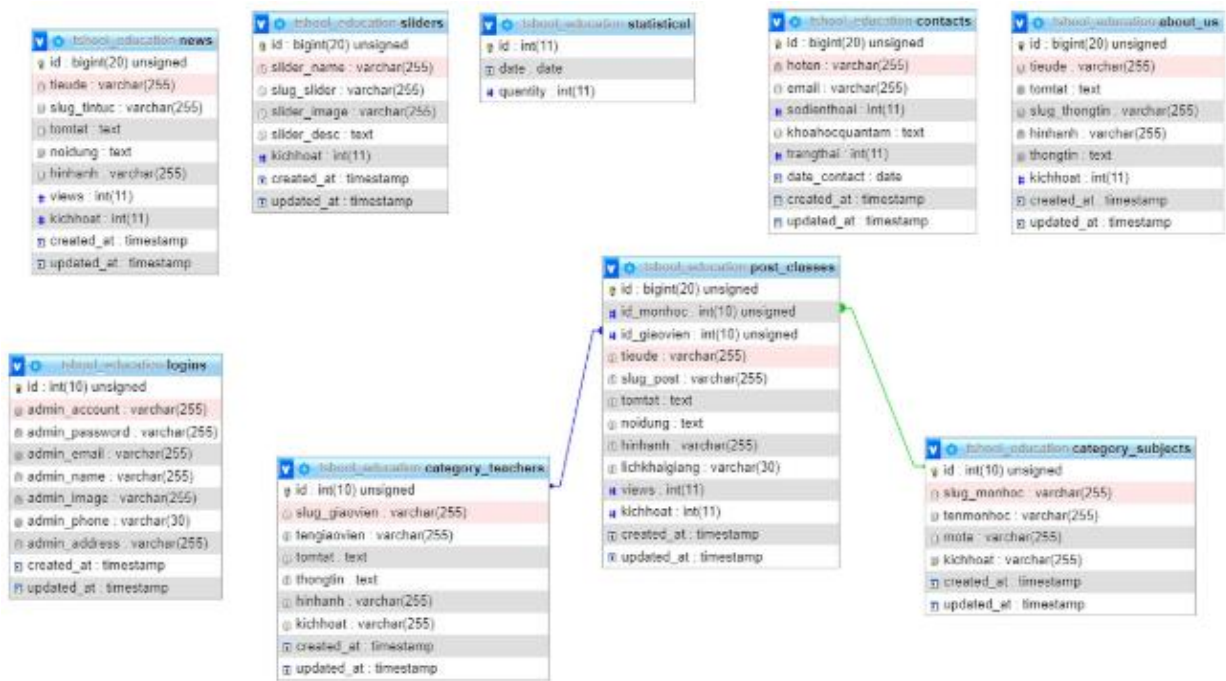 tshool_education news
id : bigint(20) unsigned
tieude : varchar(255)
slug_tintuc : varchar(255)
tomtat : text
noidung : text
hinhanh : varchar(255)
views : int(11)
kichhoat : int(11)
created_at : timestamp
updated_at : timestamp
tshool_education sliders
id : bigint(20) unsigned
slider_name : varchar(255)
slug_slider : varchar(255)
slider_image : varchar(255)
slider_desc : text
kichhoat : int(11)
created_at : timestamp
updated_at : timestamp
tshool_education statistical
id : int(11)
date : date
quentity : int(11)
tshool_education contacts
id : bigint(20) unsigned
hoten : varchar(255)
email : varchar(255)
sodienthoai : int(11)
khoahocquantam : text
trangthai : int(11)
date_contact : date
created_at : timestamp
updated_at : timestamp
tshool_education about_us
id : bigint(20) unsigned
tieude : varchar(255)
tomtat : text
slug_thongtin : varchar(255)
hinhanh : varchar(255)
thongtin : text
kichhoat : int(11)
created_at : timestamp
updated_at : timestamp
tshool_education post_classes
id : bigint(20) unsigned
id_monhoc : int(10) unsigned
id_giaovien : int(10) unsigned
tieude : varchar(255)
slug_post : varchar(255)
tomtat : text
noidung : text
hinhanh : varchar(255)
lichkhaigiang : varchar(30)
views : int(11)
kichhoat : int(11)
created_at : timestamp
updated_at : timestamp
tshool_education logins
id : int(10) unsigned
admin_account : varchar(255)
admin_password : varchar(255)
admin_email : varchar(255)
admin_name : varchar(255)
admin_image : varchar(255)
admin_phone : varchar(30)
admin_address : varchar(255)
created_at : timestamp
updated_at : timestamp
tshool_education category_teachers
id : int(10) unsigned
slug_giaovien : varchar(255)
tengiaovien : varchar(255)
tomtat : text
thongtin : text
hinhanh : varchar(255)
kichhoat : varchar(255)
created_at : timestamp
updated_at : timestamp
tshool_education category_subjects
id : int(10) unsigned
slug_monhoc : varchar(255)
tenmonhoc : varchar(255)
mota : varchar(255)
kichhoat : varchar(255)
created_at : timestamp
updated_at : timestamp